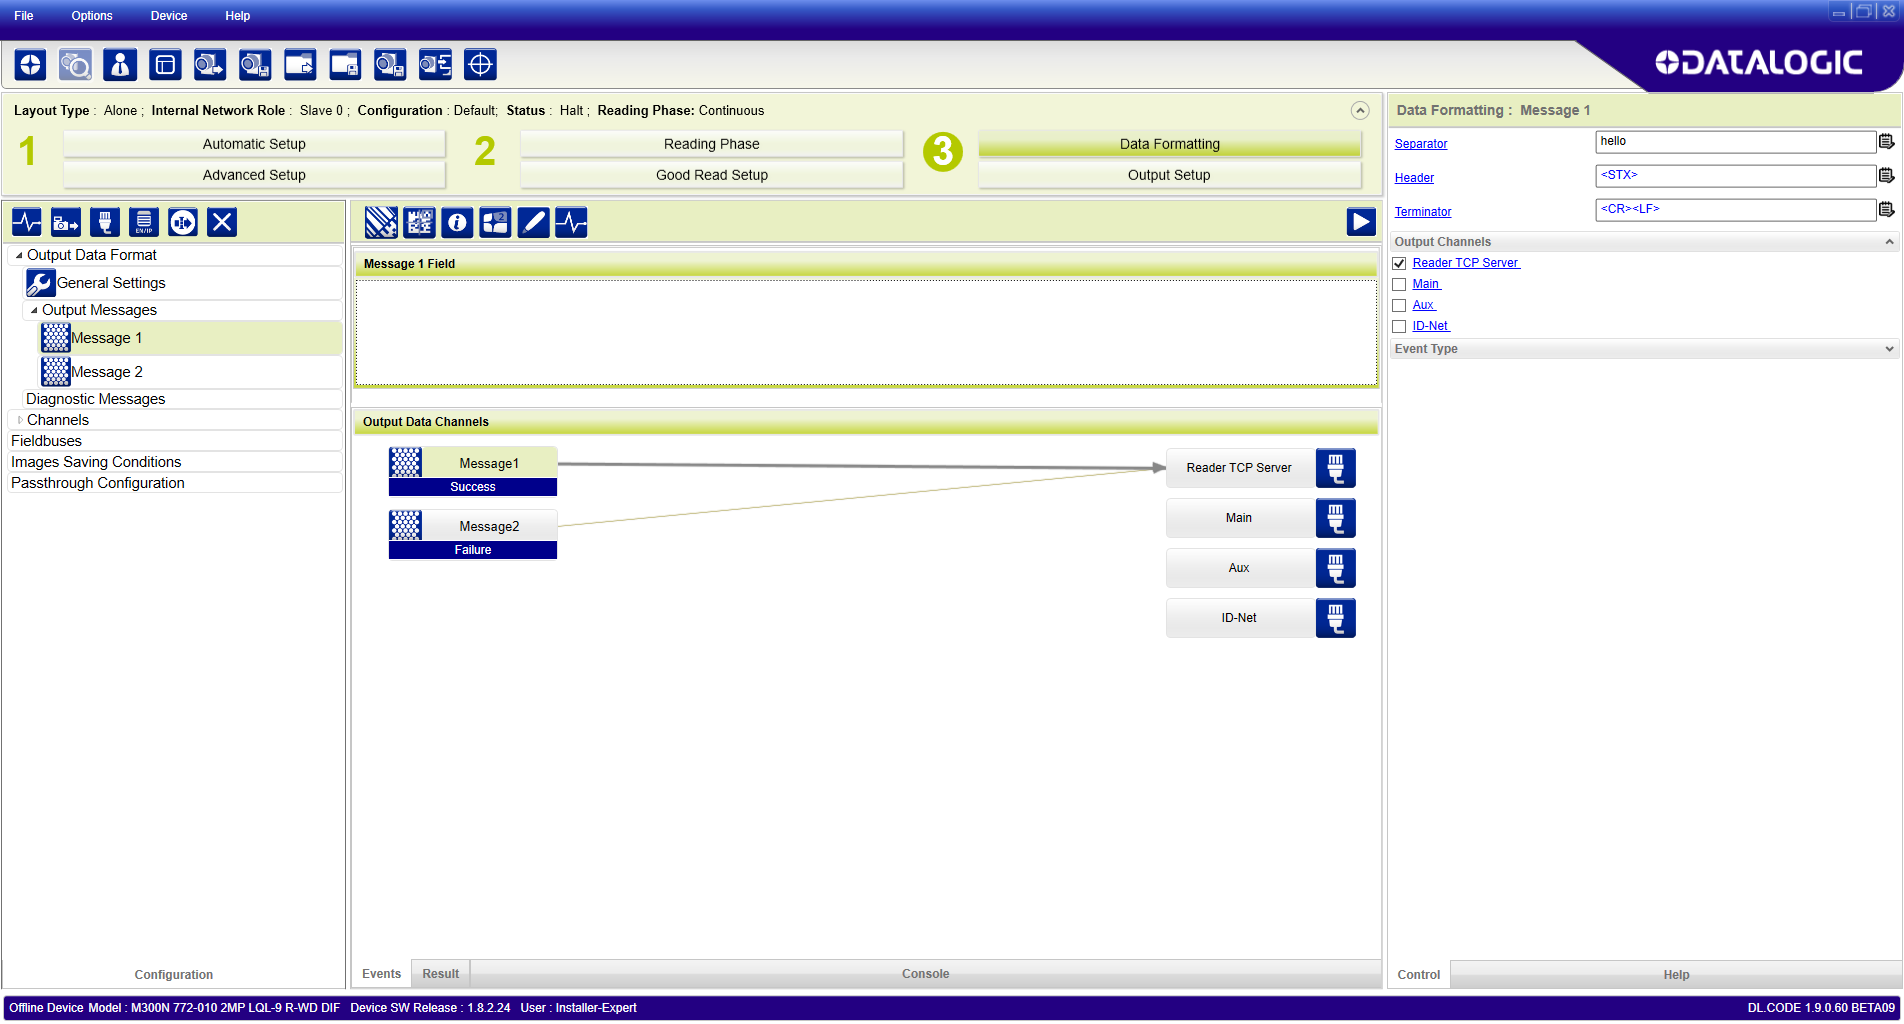 File Options Device Help
DATALOGIC
Layout Type : Alone ; Internal Network Role : Slave 0 ; Configuration : Default; Status : Halt ; Reading Phase: Continuous
1 Automatic Setup
Advanced Setup
2 Reading Phase
Good Read Setup
3 Data Formatting
Output Setup
EN/IP
Output Data Format
General Settings
Output Messages
Message 1
Message 2
Diagnostic Messages
Channels
Fieldbuses
Images Saving Conditions
Passthrough Configuration
Configuration
Message 1 Field
Output Data Channels
Message1
Success
Message2
Failure
Reader TCP Server
Main
Aux
ID-Net
Events Result Console
Data Formatting : Message 1
Separator hello
Header <STX>
Terminator <CR><LF>
Output Channels
Reader TCP Server
Main
Aux
ID-Net
Event Type
Control Help
Offline Device Model : M300N 772-010 2MP LQL-9 R-WD DIF Device SW Release : 1.8.2.24 User : Installer-Expert
DL.CODE 1.9.0.60 BETA09